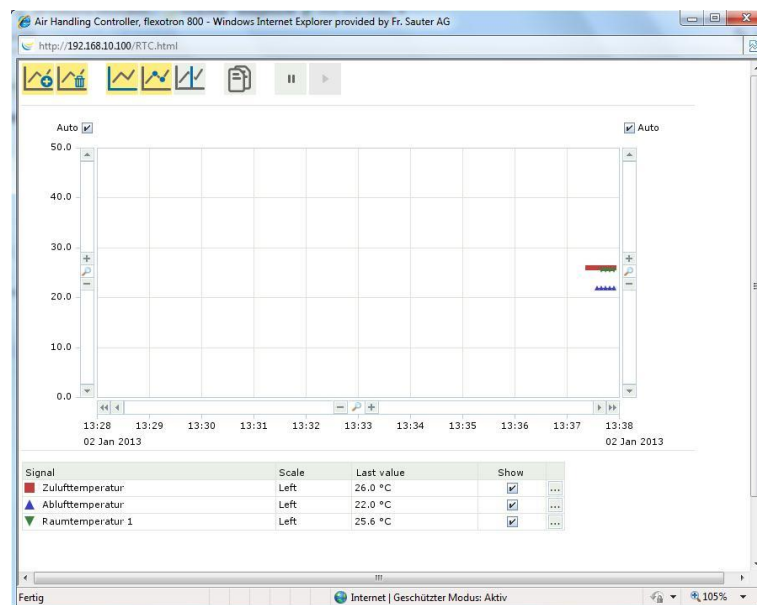 Air Handling Controller, flexotron 800 - Windows Internet Explorer provided by Fr. Sauter AG
http://192.168.10.100/RTC.html
Auto Auto
50.0
40.0
30.0
20.0
10.0
0.0
13:28 13:29 13:30 13:31 13:32 13:33 13:34 13:35 13:36 13:37 13:38
02 Jan 2013 02 Jan 2013
Signal Scale Last value Show
Zulufttemperatur Left 26.0 °C ...
Ablufttemperatur Left 22.0 °C ...
Raumtemperatur 1 Left 25.6 °C ...
Fertig Internet | Geschützter Modus: Aktiv 105%